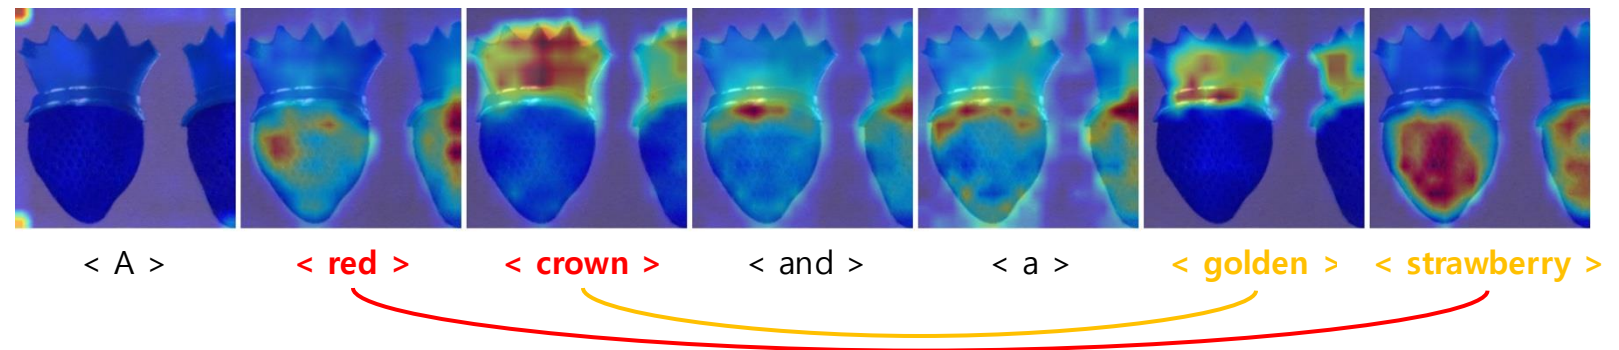 < A > < red > < crown > < and > < a > < golden > < strawberry >